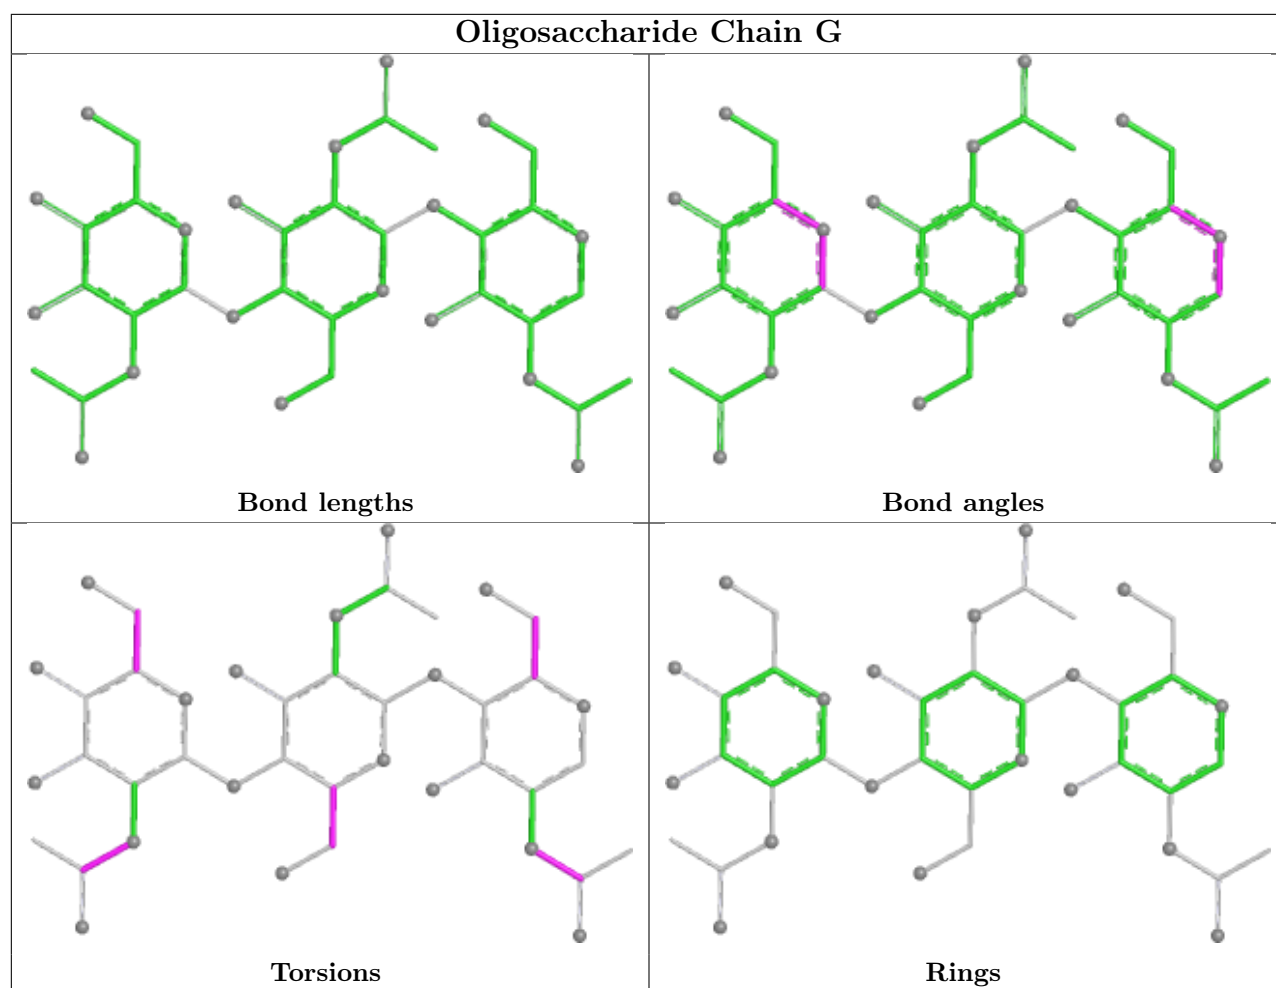 Oligosaccharide Chain G
Bond lengths
Bond angles
Torsions
Rings